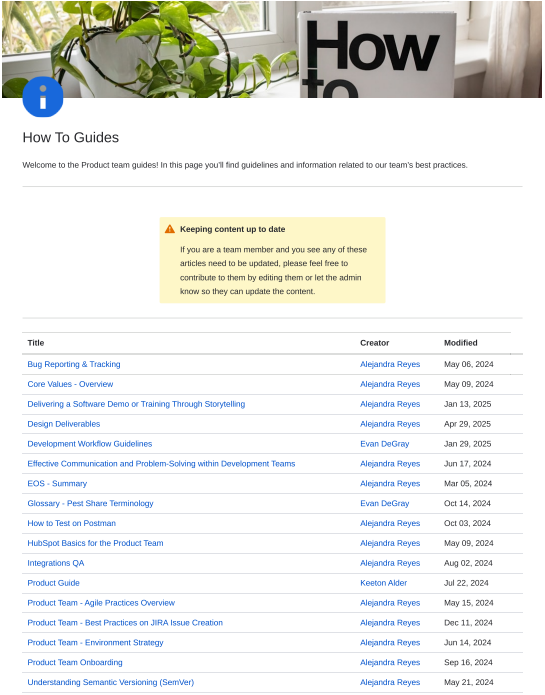 How
to
i
How To Guides
Welcome to the Product team guides! In this page you'll find guidelines and information related to our team's best practices.
Keeping content up to date
If you are a team member and you see any of these
articles need to be updated, please feel free to
contribute to them by editing them or let the admin
know so they can update the content.
Title Creator Modified
Bug Reporting & Tracking Alejandra Reyes May 06, 2024
Core Values - Overview Alejandra Reyes May 09, 2024
Delivering a Software Demo or Training Through Storytelling Alejandra Reyes Jan 13, 2025
Design Deliverables Alejandra Reyes Apr 29, 2025
Development Workflow Guidelines Evan DeGray Jan 29, 2025
Effective Communication and Problem-Solving within Development Teams Alejandra Reyes Jun 17, 2024
EOS - Summary Alejandra Reyes Mar 05, 2024
Glossary - Pest Share Terminology Evan DeGray Oct 14, 2024
How to Test on Postman Alejandra Reyes Oct 03, 2024
HubSpot Basics for the Product Team Alejandra Reyes May 09, 2024
Integrations QA Alejandra Reyes Aug 02, 2024
Product Guide Keeton Alder Jul 22, 2024
Product Team - Agile Practices Overview Alejandra Reyes May 15, 2024
Product Team - Best Practices on JIRA Issue Creation Alejandra Reyes Dec 11, 2024
Product Team - Environment Strategy Alejandra Reyes Jun 14, 2024
Product Team Onboarding Alejandra Reyes Sep 16, 2024
Understanding Semantic Versioning (SemVer) Alejandra Reyes May 21, 2024